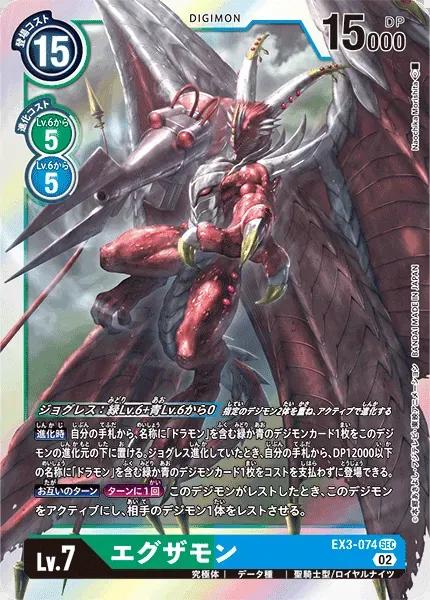 登場コスト
15
DIGIMON
DP
15000
進化コスト
Lv.6から
5
Lv.6から
5
Naochika Morishita
BANDAI MADE IN JAPAN
ジョグレス:緑Lv.6+青Lv.6から0 指定のデジモン2体を重ね、アクティブで進化する
進化時 自分の手札から、名称に「ドラモン」を含む緑か青のデジモンカード1枚をこのデジ
モンの進化元の下に置ける。ジョグレス進化していたとき、自分の手札から、DP12000以下
の名称に「ドラモン」を含む緑か青のデジモンカード1枚をコストを支払わずに登場できる。
お互いのターン ターンに1回 このデジモンがレストしたとき、このデジモン
をアクティブにし、相手のデジモン1体をレストさせる。
EX3-074 SEC
Lv.7 エグザモン 02
究極体 データ種 聖騎士型/ロイヤルナイツ